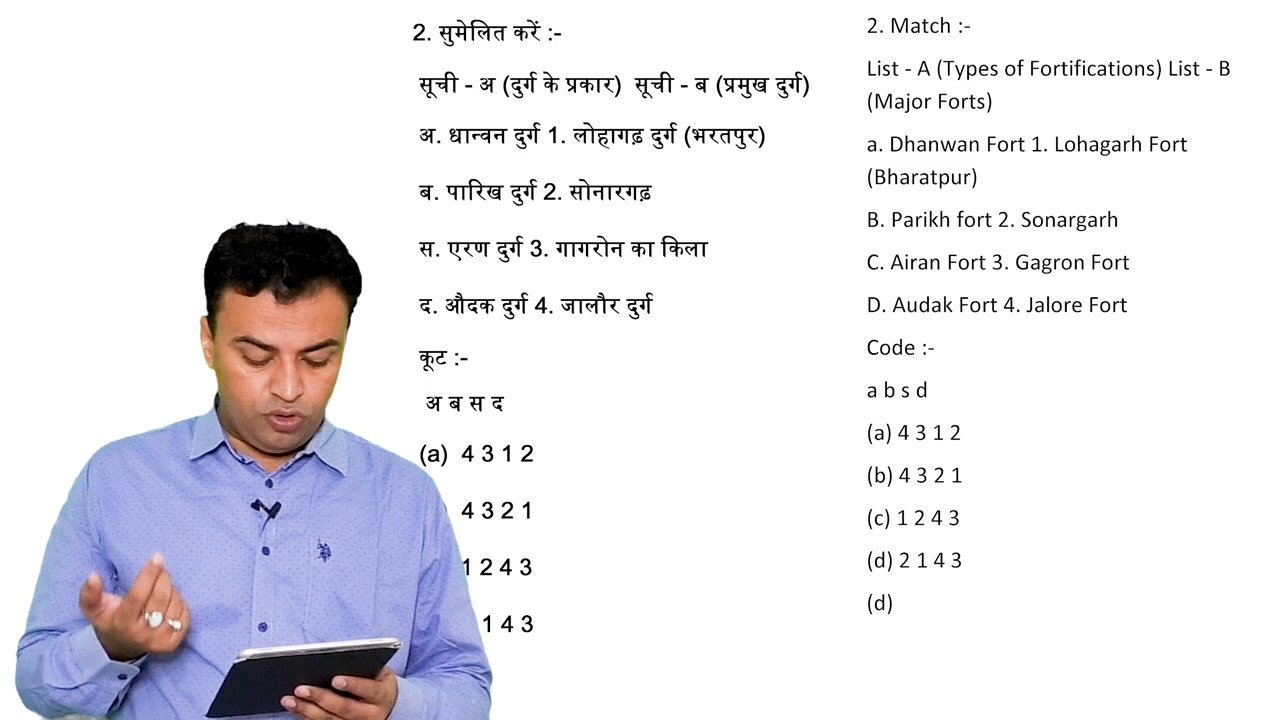 2. सुमेलित करें :-
सूची - अ (दुर्ग के प्रकार) सूची - ब (प्रमुख दुर्ग)
अ. धान्वन दुर्ग 1. लोहागढ़ दुर्ग (भरतपुर)
ब. पारिख दुर्ग 2. सोनारगढ़
स. एरण दुर्ग 3. गागरोन का किला
द. औदक दुर्ग 4. जालौर दुर्ग
कूट :-
अ ब स द
(a) 4 3 1 2
) 4 3 2 1
1 2 4 3
1 4 3
2. Match :-
List - A (Types of Fortifications) List - B
(Major Forts)
a. Dhanwan Fort 1. Lohagarh Fort
(Bharatpur)
B. Parikh fort 2. Sonargarh
C. Airan Fort 3. Gagron Fort
D. Audak Fort 4. Jalore Fort
Code :-
a b s d
(a) 4 3 1 2
(b) 4 3 2 1
(c) 1 2 4 3
(d) 2 1 4 3
(d)